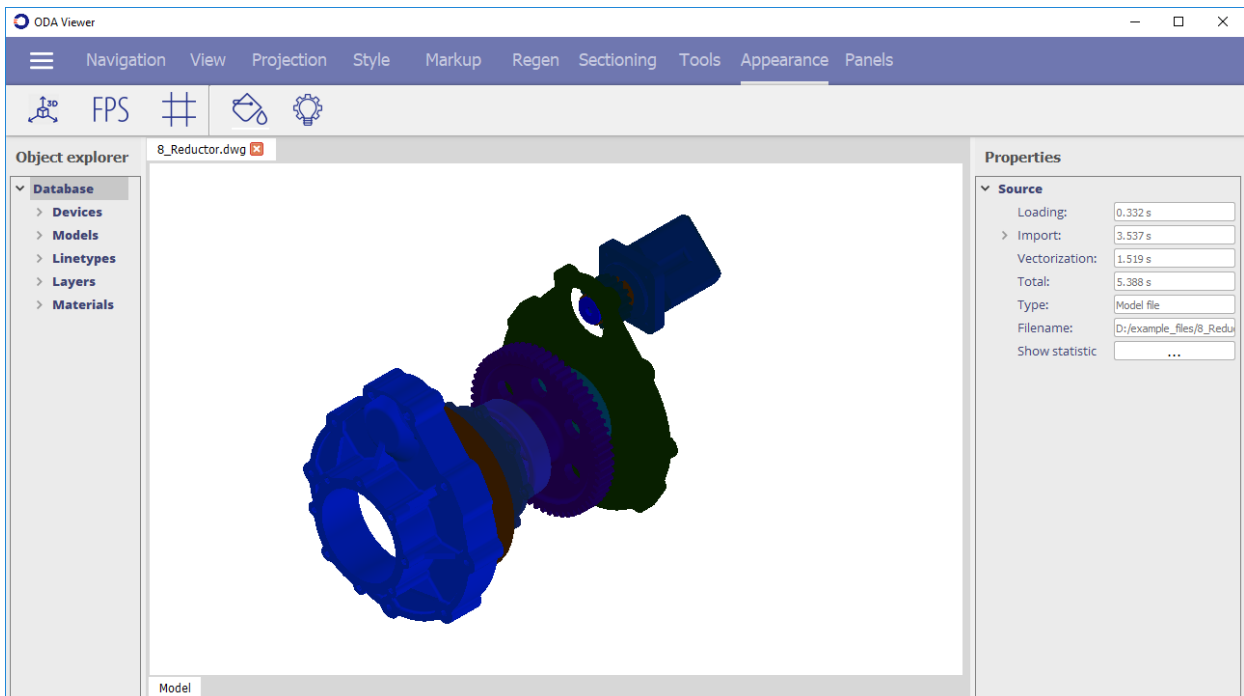 ODA Viewer
Navigation View Projection Style Markup Regen Sectioning Tools Appearance Panels
3D FPS
Object explorer
Database
Devices
Models
Linetypes
Layers
Materials
8_Reductor.dwg
Model
Properties
Source
Loading: 0.332 s
Import: 3.537 s
Vectorization: 1.519 s
Total: 5.388 s
Type: Model file
Filename: D:/example_files/8_Redu
Show statistic ...